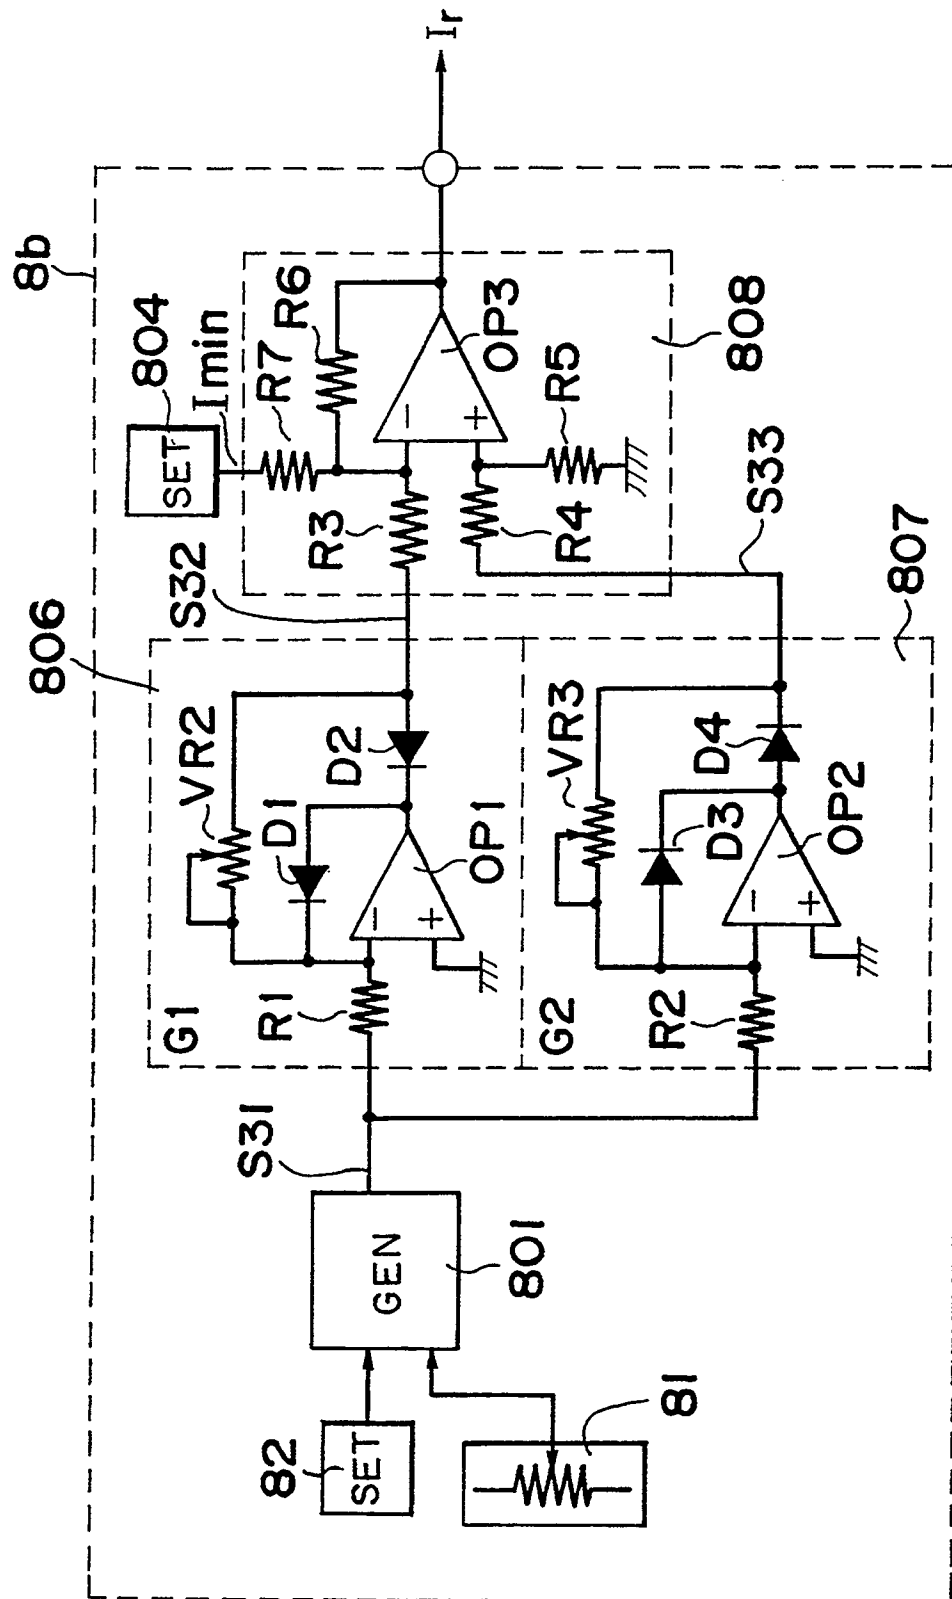 8b
804
SET
Imin
R7
R6
Ir
806
S32
R3
OP3
808
R4
R5
S33
G1
VR2
D1
D2
R1
OP1
807
G2
VR3
D3
D4
R2
OP2
S31
GEN
801
82
SET
81